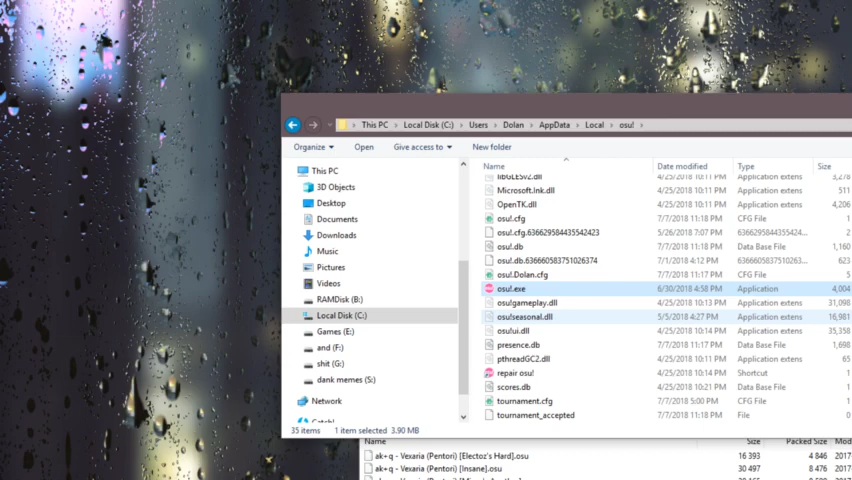 This PC > Local Disk (C:) > Users > Dolan > AppData > Local > osu! >
Organize Open Give access to New folder
This PC
3D Objects
Desktop
Documents
Downloads
Music
Pictures
Videos
RAMDisk (B:)
Local Disk (C:)
Games (E:)
and (F:)
shit (G:)
dank memes (S:)
Network
Name Date modified Type Size
libGLESv2.dll 4/25/2018 10:11 PM Application extens 3,278
Microsoft.Ink.dll 4/25/2018 10:11 PM Application extens 511
OpenTK.dll 4/25/2018 10:11 PM Application extens 4,206
osu!.cfg 7/7/2018 11:18 PM CFG File 1
osu!.cfg.636629584435542423 5/26/2018 7:07 PM 6366295844355424... 2
osu!.db 7/7/2018 11:18 PM Data Base File 1,160
osu!.db.636606583751026374 7/1/2018 4:12 PM 636606583751026... 623
osu!.Dolan.cfg 7/7/2018 11:17 PM CFG File 5
osu!.exe 6/30/2018 4:58 PM Application 4,004
osu!gameplay.dll 4/25/2018 10:13 PM Application extens 31,098
osu!seasonal.dll 5/5/2018 4:27 PM Application extens 16,981
osu!ui.dll 4/25/2018 10:14 PM Application extens 35,358
presence.db 7/7/2018 11:17 PM Data Base File 1,698
pthreadGC2.dll 4/25/2018 10:11 PM Application extens 65
repair osu! 4/25/2018 10:14 PM Shortcut 1
scores.db 4/25/2018 10:21 PM Data Base File 1
tournament.cfg 7/7/2018 5:00 PM CFG File 1
tournament_accepted 7/7/2018 11:18 PM File 0
35 items 1 item selected 3.90 MB
Name Size Packed Size
ak+q - Vexaria (Pentori) [Electoz's Hard].osu 16 393 4 846 2017
ak+q - Vexaria (Pentori) [Insane].osu 30 497 8 476 2017